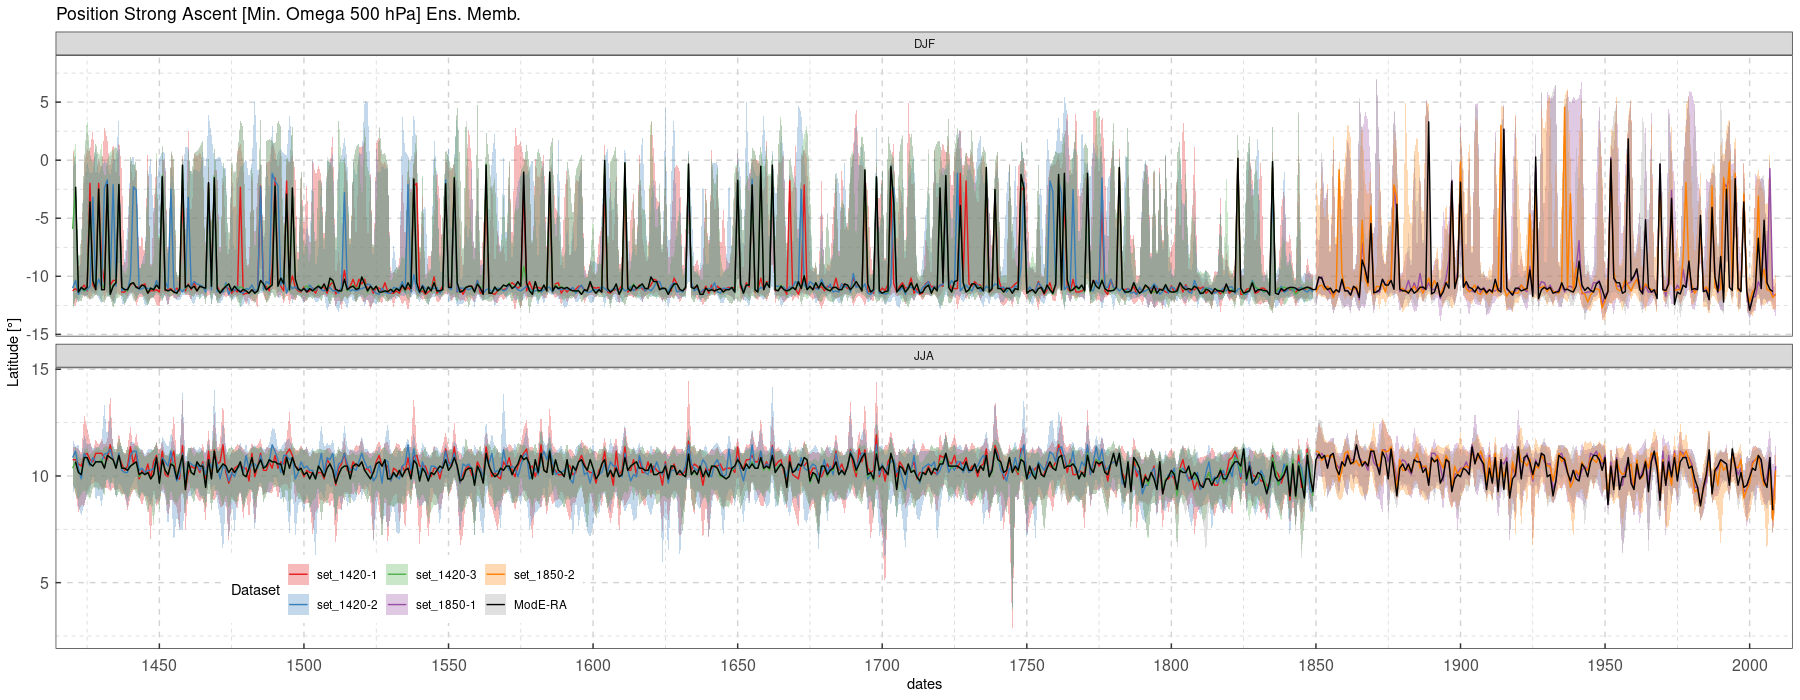 Position Strong Ascent [Min. Omega 500 hPa] Ens. Memb.
DJF
5
0
-5
-10
-15
JJA
15
10
5
Latitude [°]
Dataset
set_1420-1 set_1420-3 set_1850-2
set_1420-2 set_1850-1 ModE-RA
1450 1500 1550 1600 1650 1700 1750 1800 1850 1900 1950 2000
dates